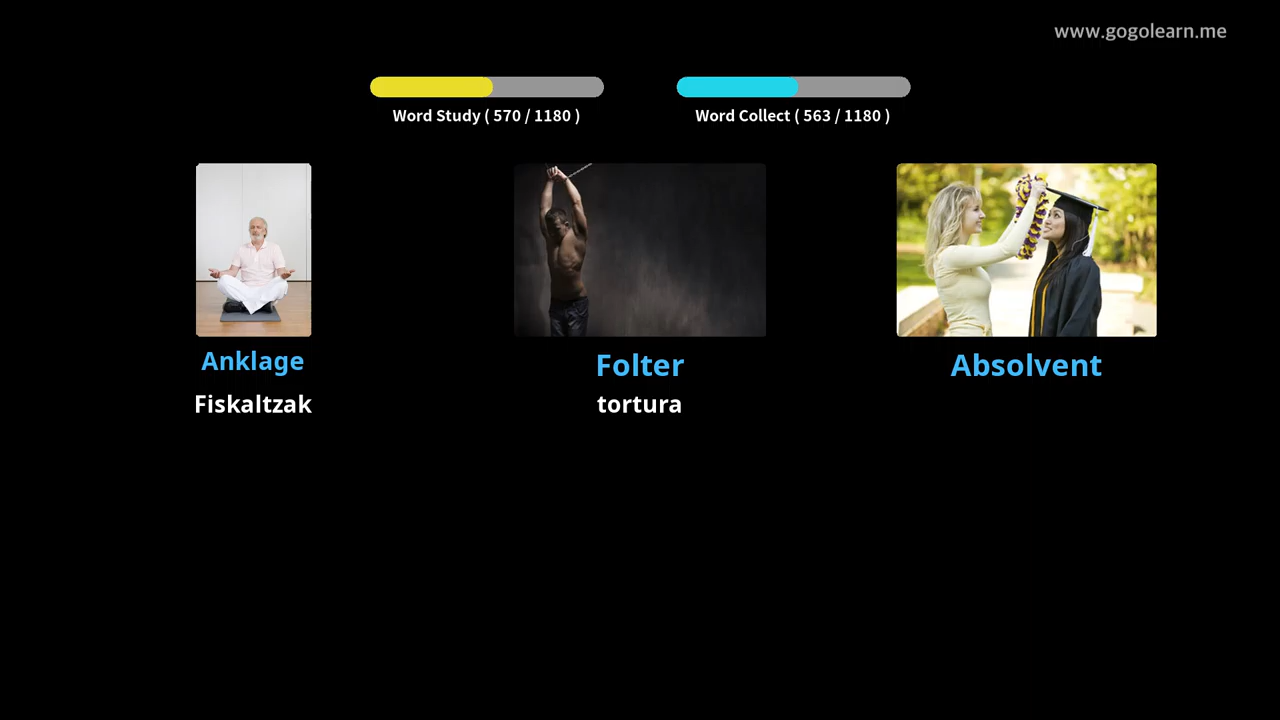 www.gogolearn.me
Word Study ( 570 / 1180 )
Word Collect ( 563 / 1180 )
Anklage
Folter
Absolvent
Fiskaltzak
tortura